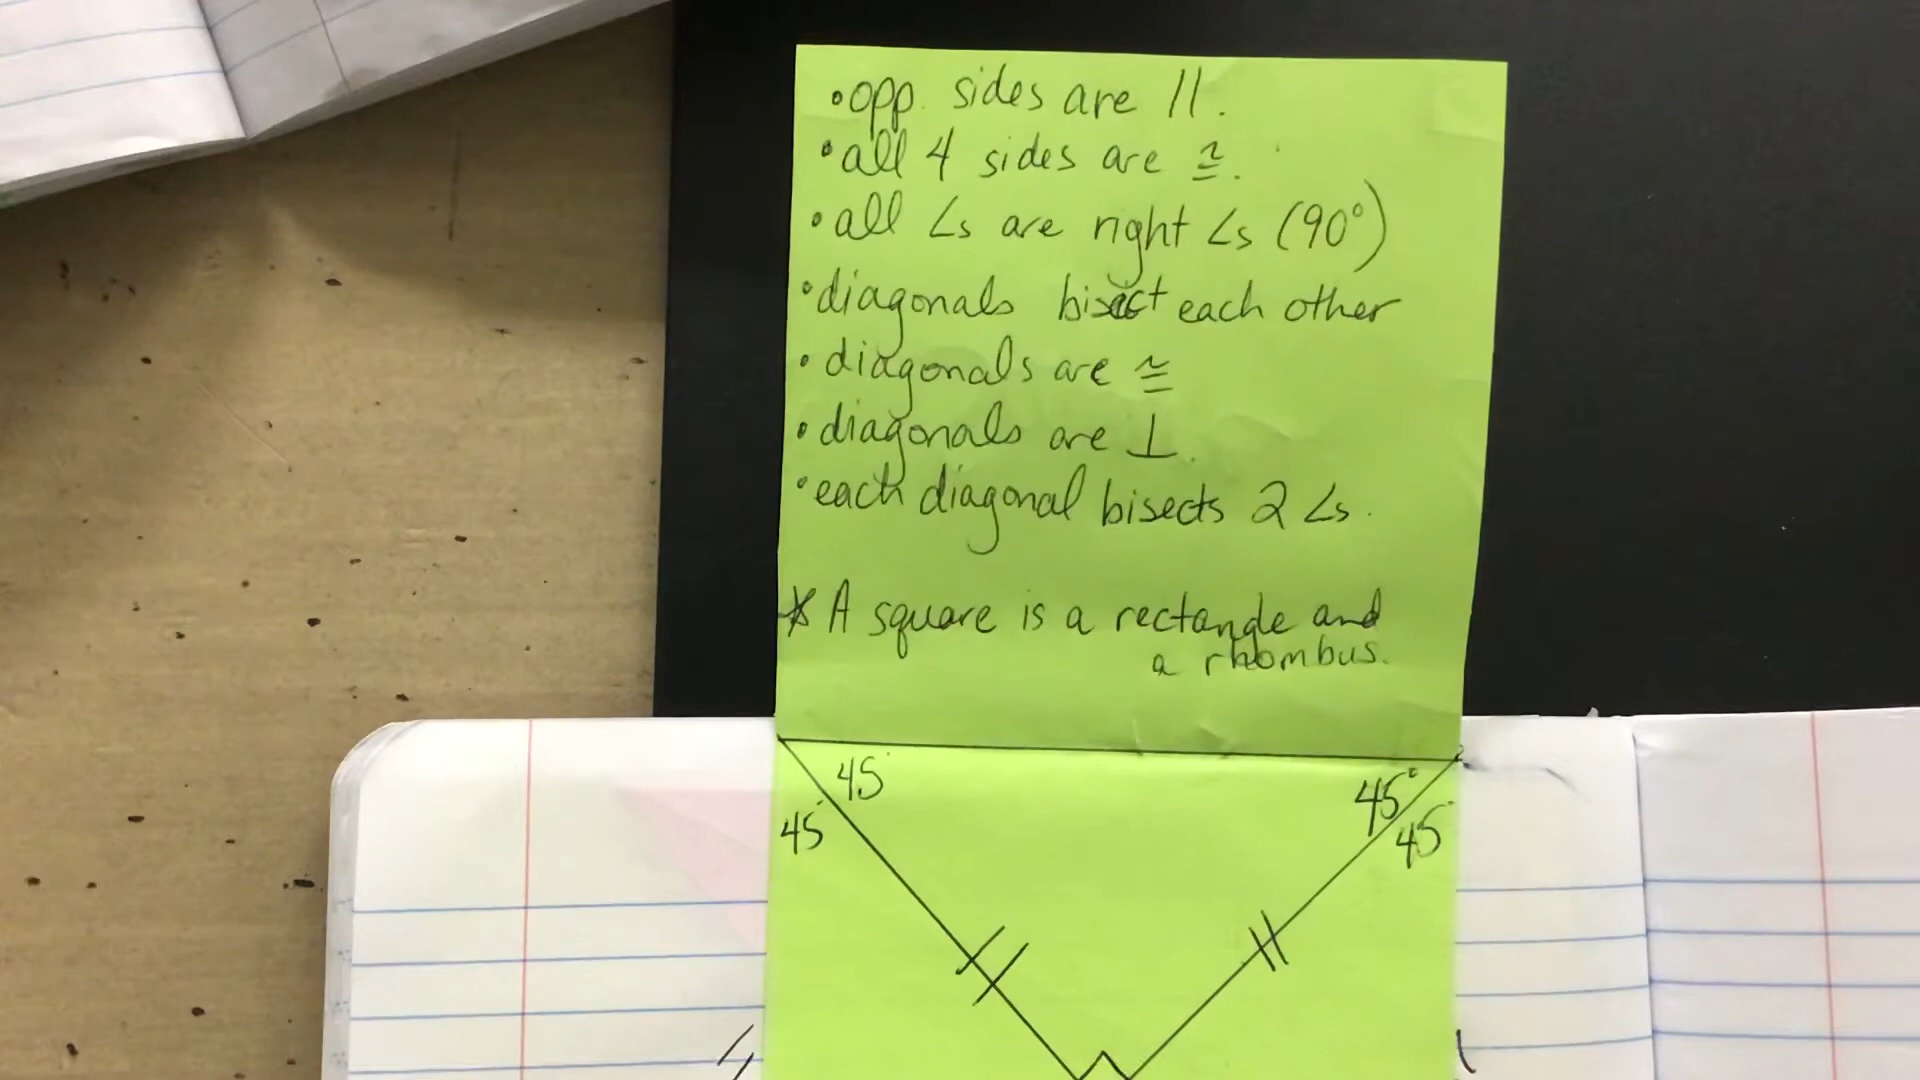 • opp. sides are //.
• all 4 sides are ≅.
• all ∠s are right ∠s (90°)
• diagonals bisect each other
• diagonals are ≅
• diagonals are ⊥.
• each diagonal bisects 2 ∠s.
* A square is a rectangle and
a rhombus.
45° 45°
45° 45°